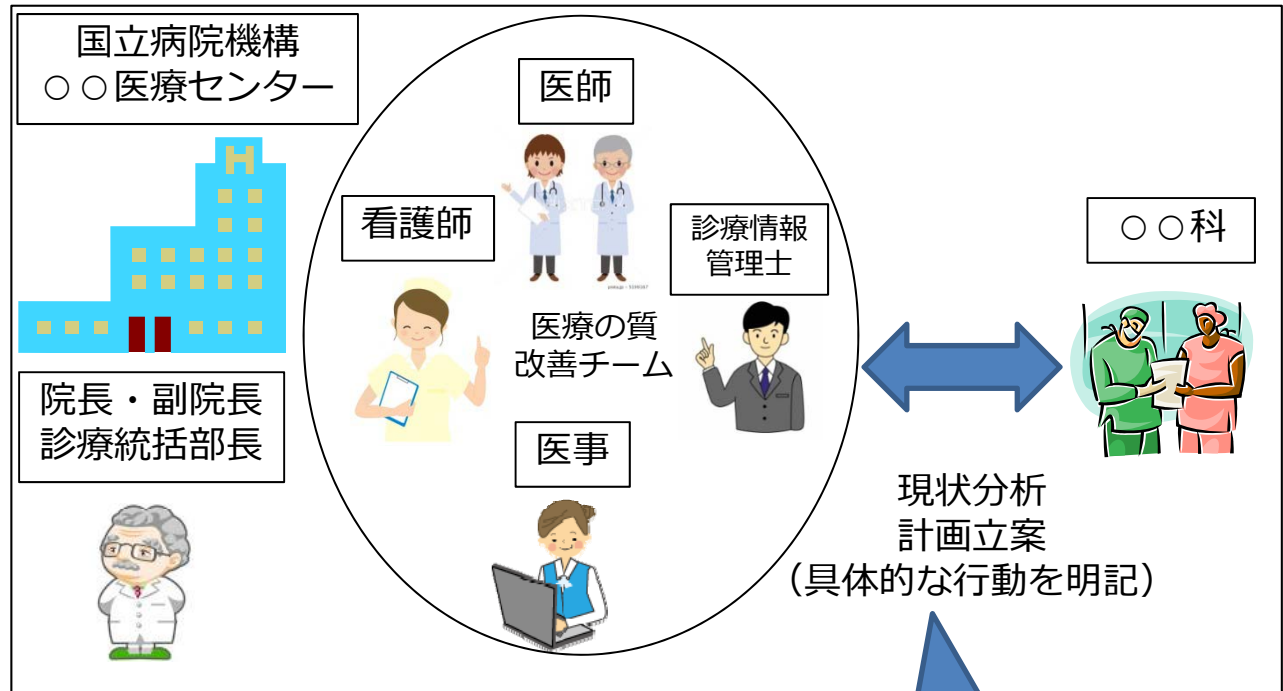 国立病院機構
○○医療センター
院長・副院長
診療統括部長
医師
看護師
診療情報
管理士
医療の質
改善チーム
医事
○○科
現状分析
計画立案
（具体的な行動を明記）
H